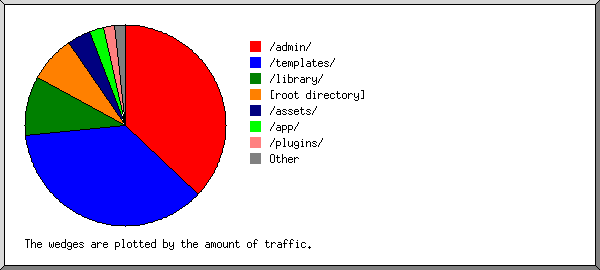 /admin/
/templates/
/library/
[root directory]
/assets/
/app/
/plugins/
Other
The wedges are plotted by the amount of traffic.